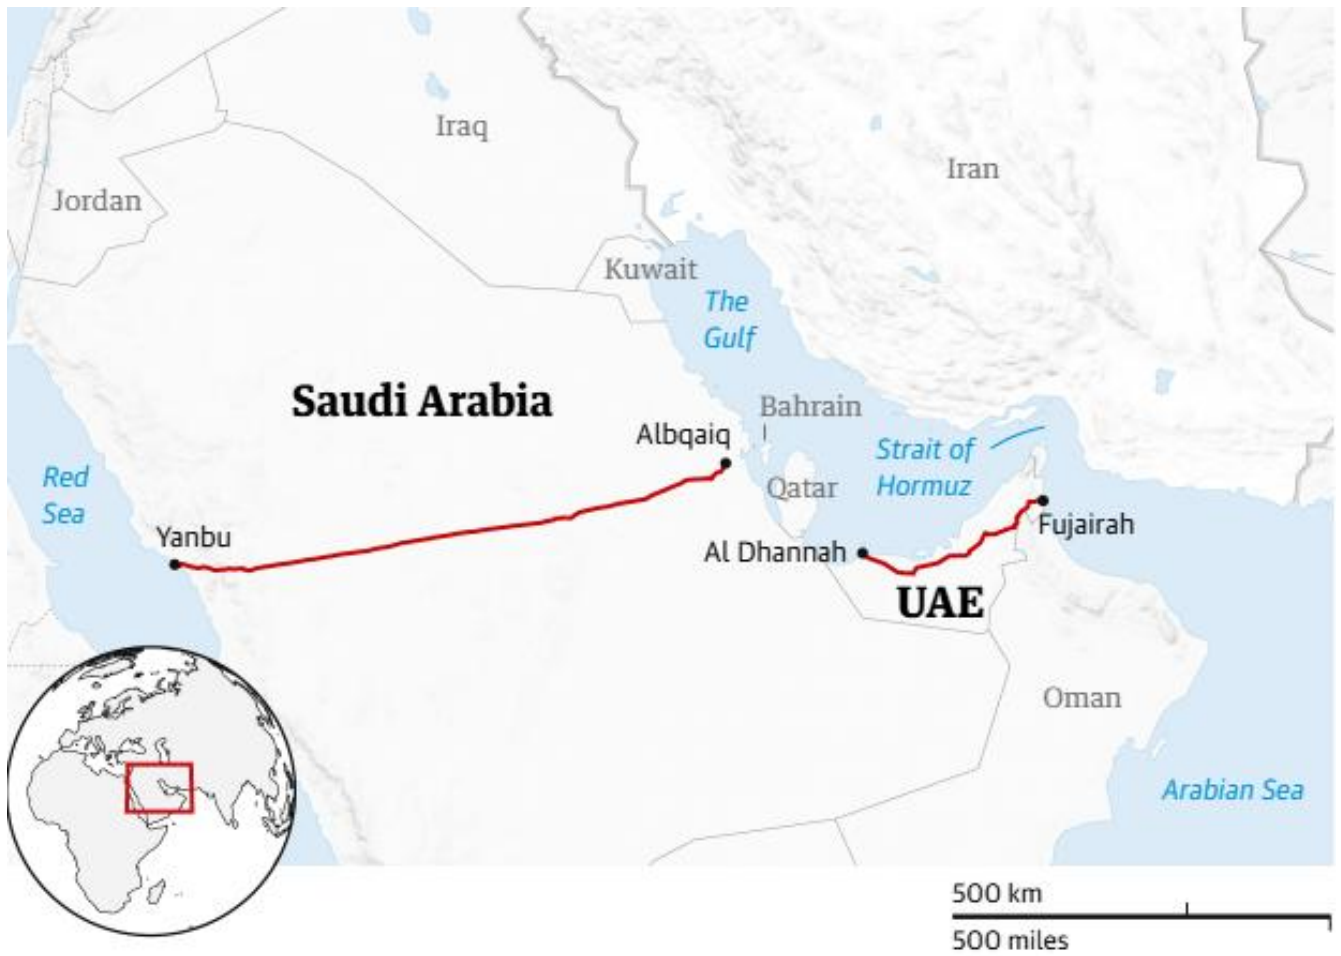 Iraq
Iran
Jordan
Kuwait
The
Gulf
Saudi Arabia
Bahrain
Albqaiq
Strait of
Hormuz
Red
Sea
Qatar
Yanbu
Fujairah
Al Dhannah
UAE
Oman
Arabian Sea
500 km
500 miles